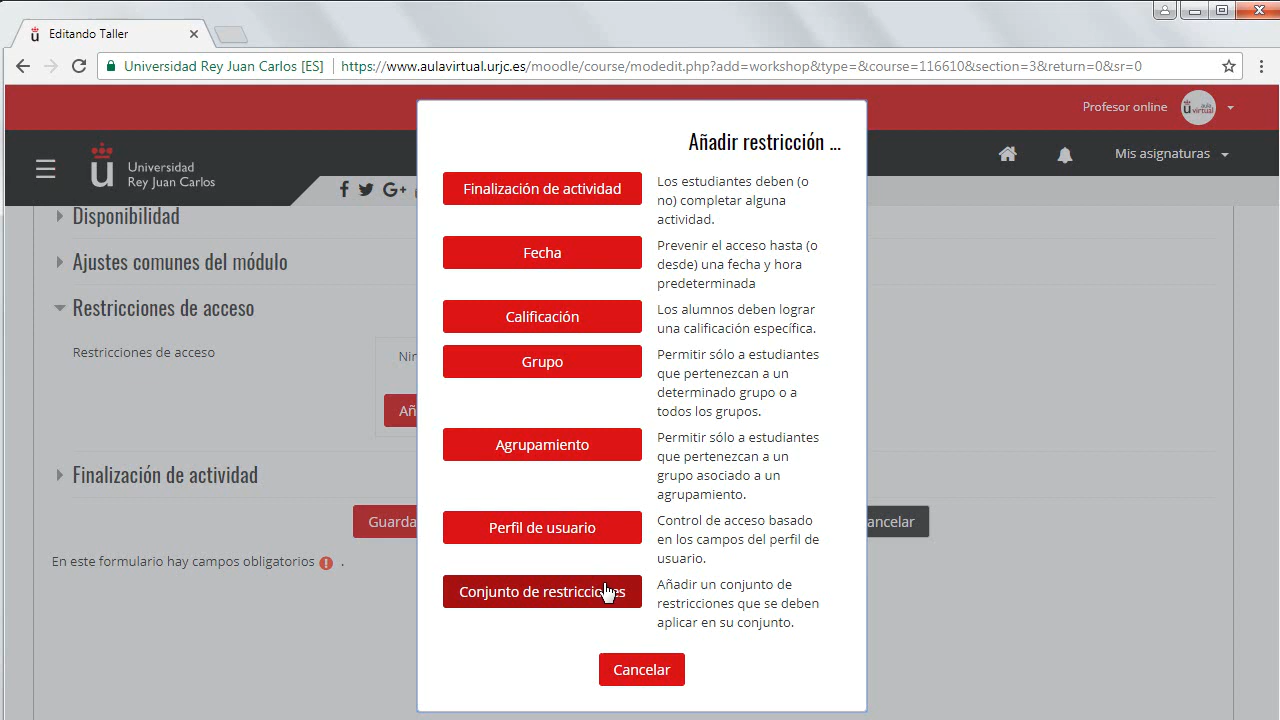 Editando Taller
Universidad Rey Juan Carlos [ES]
https://www.aulavirtual.urjc.es/moodle/course/modedit.php?add=workshop&type=&course=116610&section=3&return=0&sr=0
Profesor online
aula
virtual
Universidad
Rey Juan Carlos
Mis asignaturas
Disponibilidad
Ajustes comunes del módulo
Restricciones de acceso
Restricciones de acceso
Finalización de actividad
En este formulario hay campos obligatorios .
Añadir restricción ...
Finalización de actividad
Los estudiantes deben (o
no) completar alguna
actividad.
Fecha
Prevenir el acceso hasta (o
desde) una fecha y hora
predeterminada
Calificación
Los alumnos deben lograr
una calificación específica.
Grupo
Permitir sólo a estudiantes
que pertenezcan a un
determinado grupo o a
todos los grupos.
Agrupamiento
Permitir sólo a estudiantes
que pertenezcan a un
grupo asociado a un
agrupamiento.
Perfil de usuario
Control de acceso basado
en los campos del perfil de
usuario.
Conjunto de restricciones
Añadir un conjunto de
restricciones que se deben
aplicar en su conjunto.
Cancelar